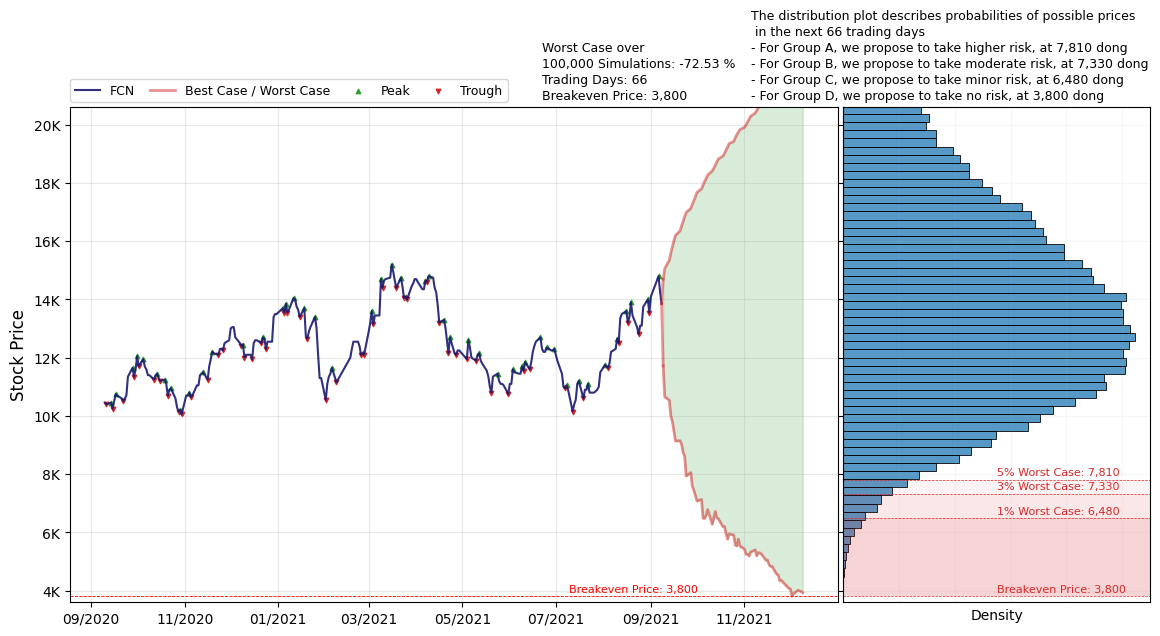 The distribution plot describes probabilities of possible prices
in the next 66 trading days
- For Group A, we propose to take higher risk, at 7,810 dong
- For Group B, we propose to take moderate risk, at 7,330 dong
- For Group C, we propose to take minor risk, at 6,480 dong
- For Group D, we propose to take no risk, at 3,800 dong
Worst Case over
100,000 Simulations: -72.53 %
Trading Days: 66
Breakeven Price: 3,800
FCN
Best Case / Worst Case
Peak
Trough
Stock Price
20K
18K
16K
14K
12K
10K
8K
6K
4K
Breakeven Price: 3,800
09/2020
11/2020
01/2021
03/2021
05/2021
07/2021
09/2021
11/2021
5% Worst Case: 7,810
3% Worst Case: 7,330
1% Worst Case: 6,480
Breakeven Price: 3,800
Density